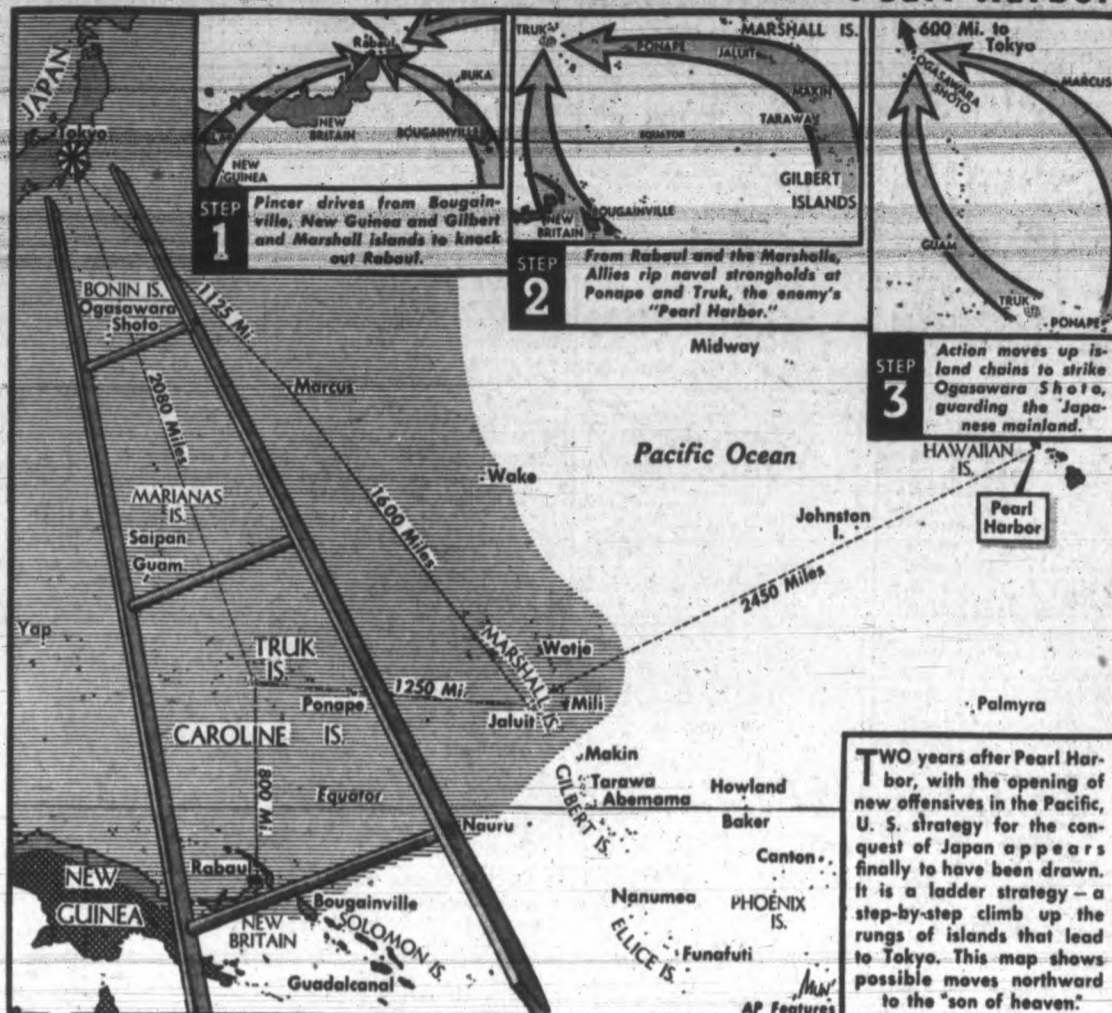 JAPAN
Tokyo
Rabaul
BUKA
NEW
BRITAIN
BOUGAINVILLE
NEW
GUINEA
STEP
1
Pincer drives from Bougain-
ville, New Guinea and Gilbert
and Marshall islands to knock
out Rabaul.
TRUK
MARSHALL IS.
PONAPE
JALUIT
MAKIN
TARAWA
EQUATOR
GILBERT
ISLANDS
BOUGAINVILLE
NEW
BRITAIN
STEP
2
From Rabaul and the Marshalls,
Allies rip naval strongholds at
Ponape and Truk, the enemy's
"Pearl Harbor."
600 Mi. to
Tokyo
OGASAWARA
SHOTO
MARCUS
GUAM
TRUK
PONAPE
STEP
3
Action moves up is-
land chains to strike
Ogasawara Shoto,
guarding the Japa-
nese mainland.
BONIN IS.
Ogasawara
Shoto
1125 Mi.
2080 Miles
Marcus
Midway
Pacific Ocean
HAWAIIAN
IS.
Pearl
Harbor
Wake
1600 Miles
Johnston
I.
2450 Miles
MARIANAS
IS.
Saipan
Guam
Yap
TRUK
IS.
MARSHALL IS.
Wotje
1250 Mi.
Ponape
Mili
Jaluit
Palmyra
CAROLINE IS.
800 Mi.
Makin
GILBERT IS.
Tarawa
Abemama
Howland
Equator
Baker
Nauru
Canton
Rabaul
NEW
GUINEA
Bougainville
NEW
BRITAIN
SOLOMON IS.
Guadalcanal
Nanumea
PHOENIX
IS.
ELLICE IS.
Funafuti
AP Features
TWO years after Pearl Har-
bor, with the opening of
new offensives in the Pacific,
U. S. strategy for the con-
quest of Japan appears
finally to have been drawn.
It is a ladder strategy — a
step-by-step climb up the
rungs of islands that lead
to Tokyo. This map shows
possible moves northward
to the "son of heaven."